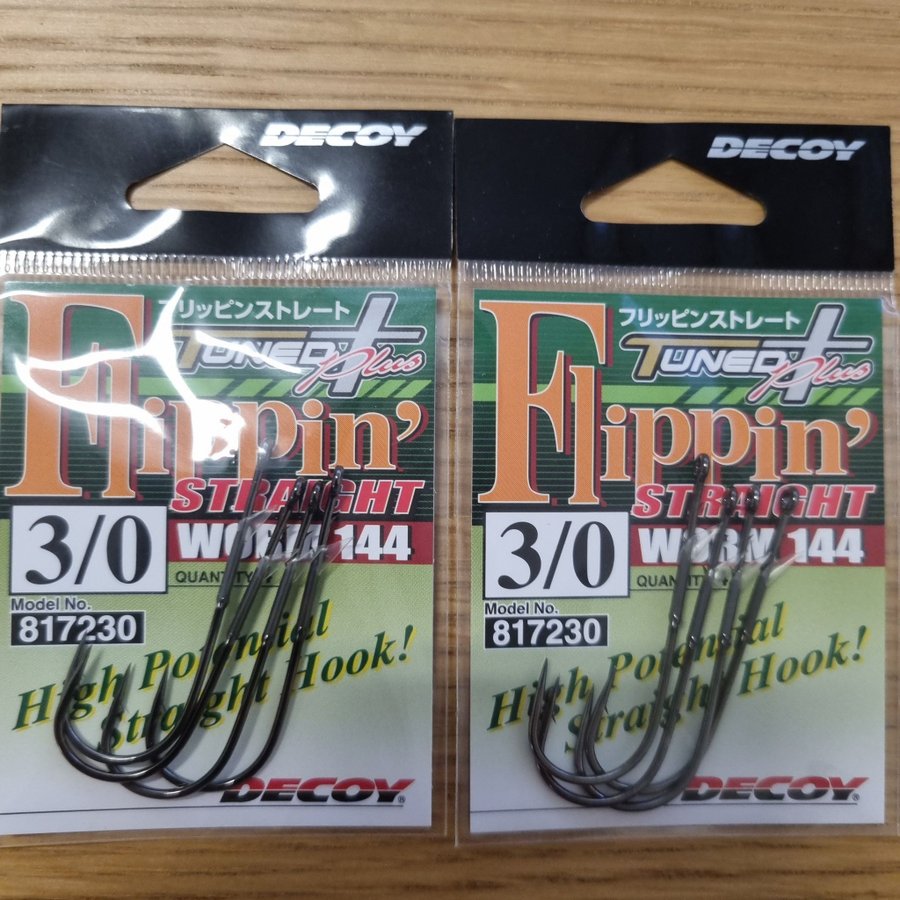 DECOY
フリッピンストレート
TUNED Plus
Flippin'
STRAIGHT
3/0
WORM 144
QUANTITY
Model No.
817230
High Potential
Straight Hook!
DECOY®
DECOY
フリッピンストレート
TUNED Plus
Flippin'
STRAIGHT
3/0
WORM 144
QUANTITY
Model No.
817230
High Potential
Straight Hook!
DECOY®